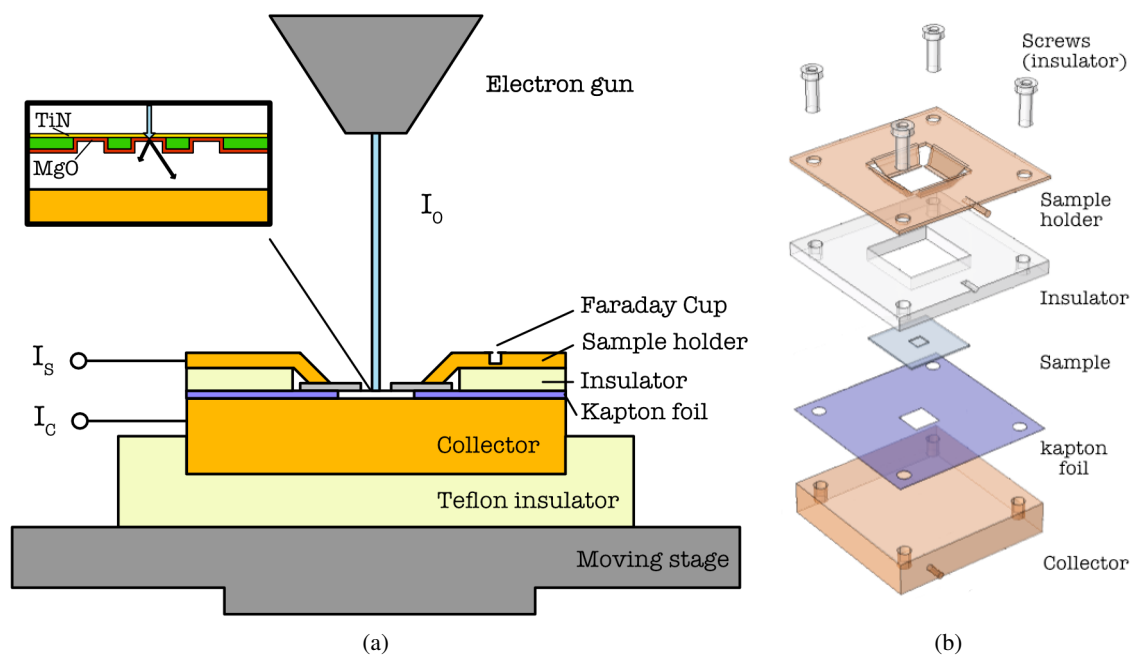 Electron gun
TiN
MgO
I0
Faraday Cup
Sample holder
Insulator
Kapton foil
IS
IC
Collector
Teflon insulator
Moving stage
(a)
Screws
(insulator)
Sample
holder
Insulator
Sample
kapton
foil
Collector
(b)